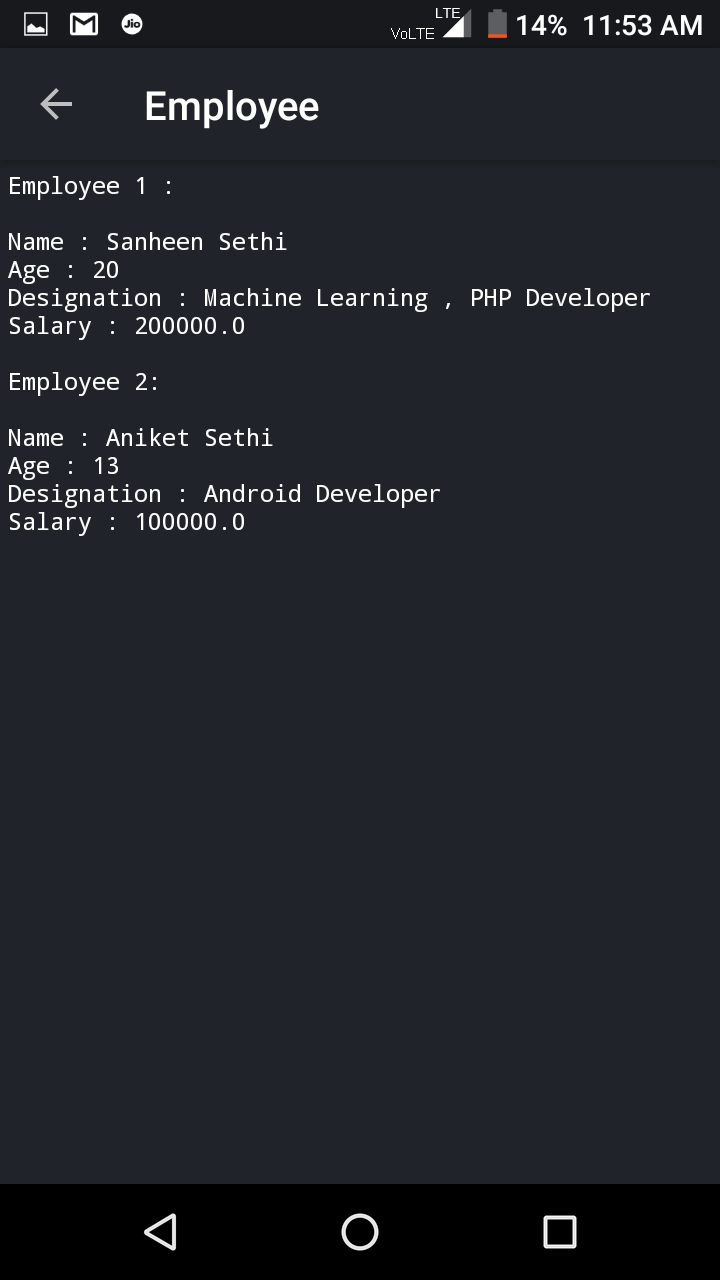 Jio VoLTE LTE 14% 11:53 AM
Employee
Employee 1 :
Name : Sanheen Sethi
Age : 20
Designation : Machine Learning , PHP Developer
Salary : 200000.0
Employee 2:
Name : Aniket Sethi
Age : 13
Designation : Android Developer
Salary : 100000.0